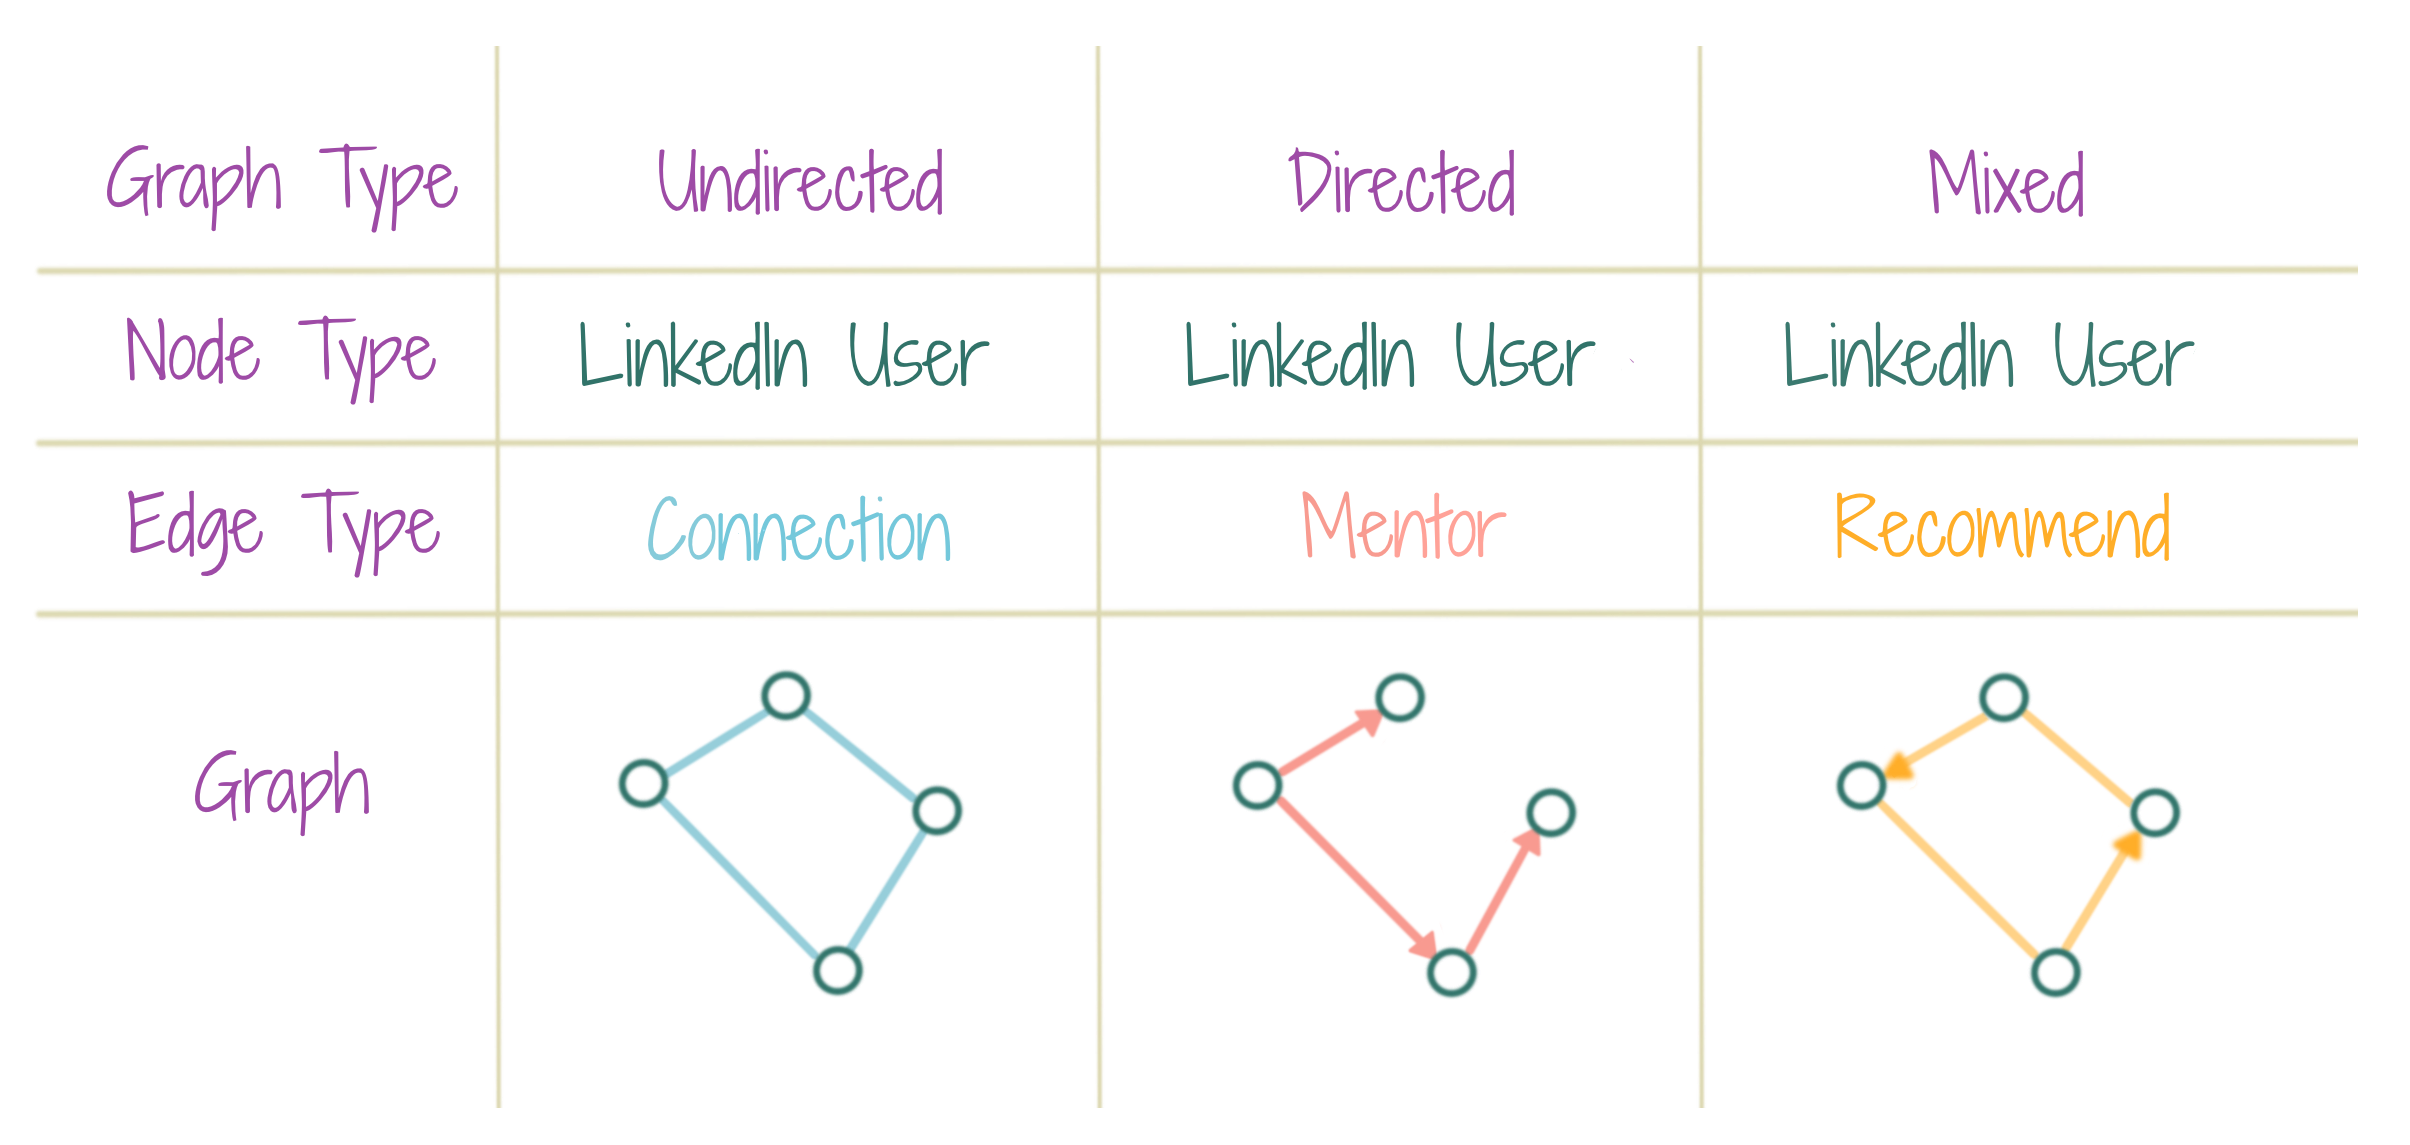 Graph Type Undirected Directed Mixed
Node Type LinkedIn User LinkedIn User LinkedIn User
Edge Type Connection Mentor Recommend
Graph